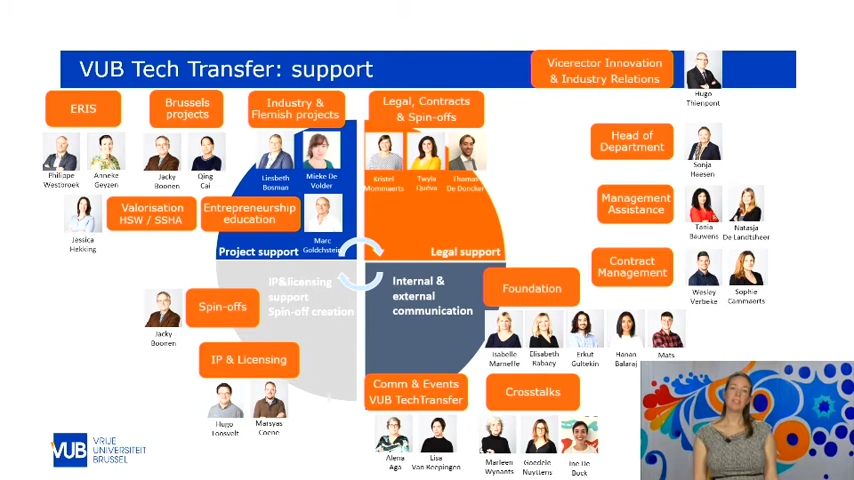 VUB Tech Transfer: support
Vicerector Innovation
& Industry Relations
Hugo
Thienpont
ERIS
Philippe
Westbroek
Anneke
Geyzen
Brussels
projects
Jacky
Boonen
Qing
Cai
Industry &
Flemish projects
Liesbeth
Bosman
Mieke De
Volder
Legal, Contracts
& Spin-offs
Kristel
Mommaerts
Twyla
Quiva
Thomas
De Doncker
Head of
Department
Sonja
Haesen
Valorisation
HSW / SSHA
Jessica
Hekking
Entrepreneurship
education
Marc
Goldchstein
Management
Assistance
Tania
Bauwens
Natasja
De Landtsheer
Project support
Legal support
Contract
Management
Wesley
Verbeke
Sophie
Cammaerts
IP&licensing
support
Spin-off creation
Internal &
external
communication
Foundation
Isabelle
Marneffe
Elisabeth
Rabaey
Erkut
Gultekin
Hanan
Balaraj
Mats
Spin-offs
Jacky
Boonen
IP & Licensing
Hugo
Loosvelt
Marsyas
Coene
Comm & Events
VUB TechTransfer
Alena
Aga
Lisa
Van Reepingen
Crosstalks
Marleen
Wynants
Goedele
Nuyttens
Ine De
Bock
VUB
VRIJE
UNIVERSITEIT
BRUSSEL